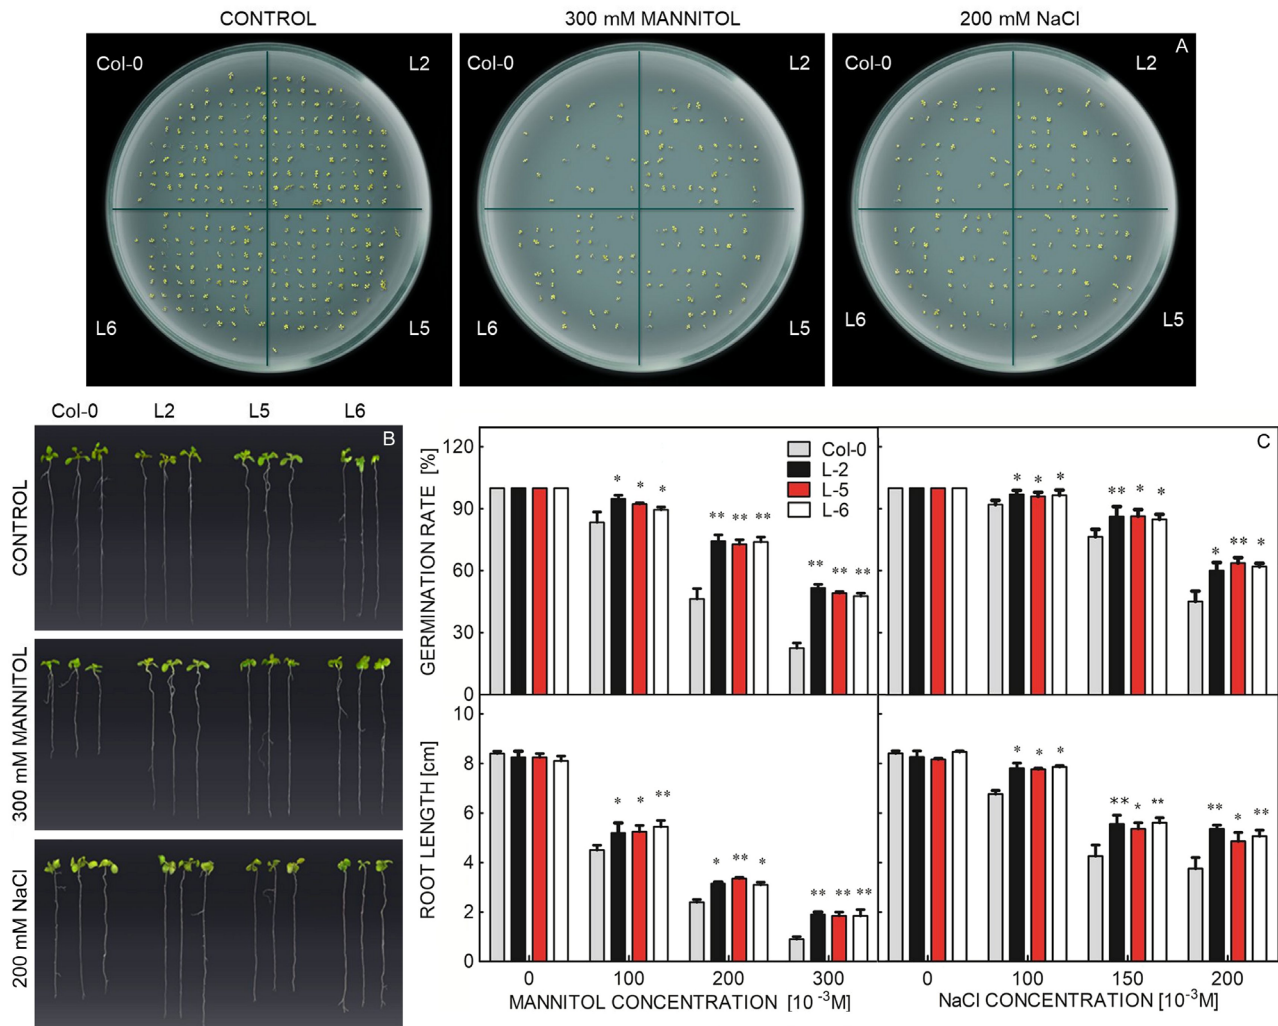 CONTROL
300 mM MANNITOL
200 mM NaCl
A
Col-0
L2
Col-0
L2
Col-0
L2
L6
L5
L6
L5
L6
L5
Col-0
L2
L5
L6
B
CONTROL
300 mM MANNITOL
200 mM NaCl
C
Col-0
L-2
L-5
L-6
GERMINATION RATE [%]
120
90
60
30
0
* * *
** ** **
** ** **
* * *
** * *
* ** *
ROOT LENGTH [cm]
8
6
4
2
0
* * **
* ** *
** ** **
* * *
** * **
** * **
0 100 200 300
0 100 150 200
MANNITOL CONCENTRATION [10 -3M]
NaCl CONCENTRATION [10-3M]